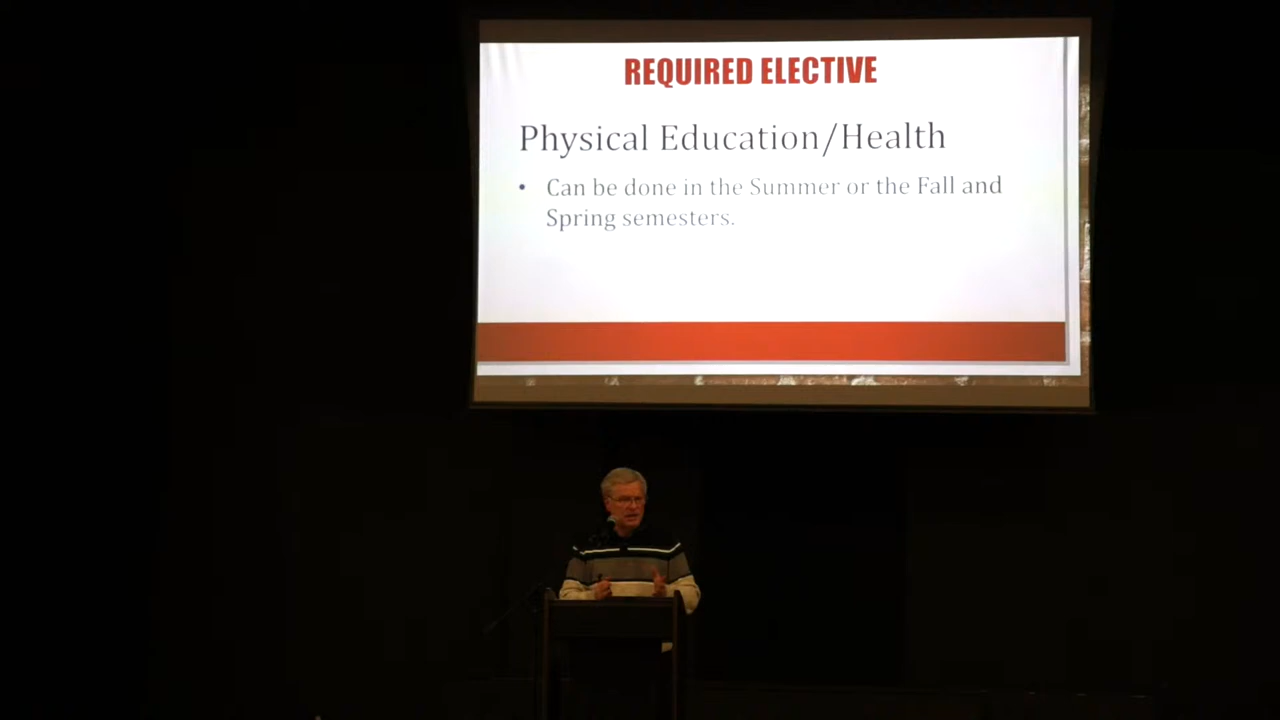 REQUIRED ELECTIVE
Physical Education/Health
• Can be done in the Summer or the Fall and
Spring semesters.